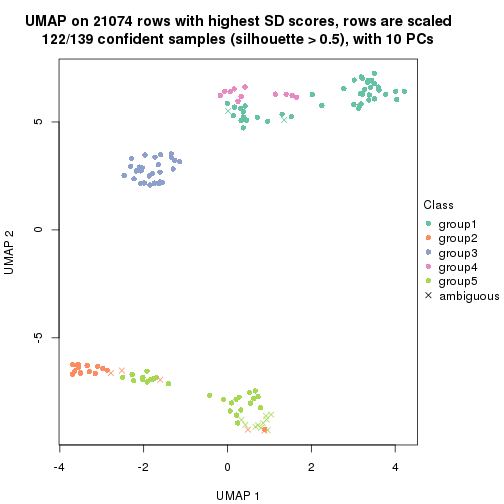 UMAP on 21074 rows with highest SD scores, rows are scaled
122/139 confident samples (silhouette > 0.5), with 10 PCs
5
0
-5
UMAP 2
-4
-2
0
2
4
UMAP 1
Class
group1
group2
group3
group4
group5
ambiguous